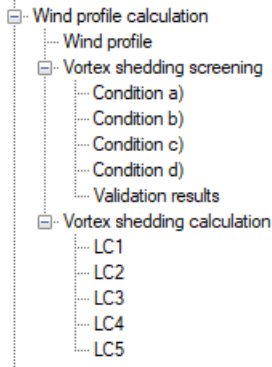 Wind profile calculation
Wind profile
Vortex shedding screening
Condition a)
Condition b)
Condition c)
Condition d)
Validation results
Vortex shedding calculation
LC1
LC2
LC3
LC4
LC5